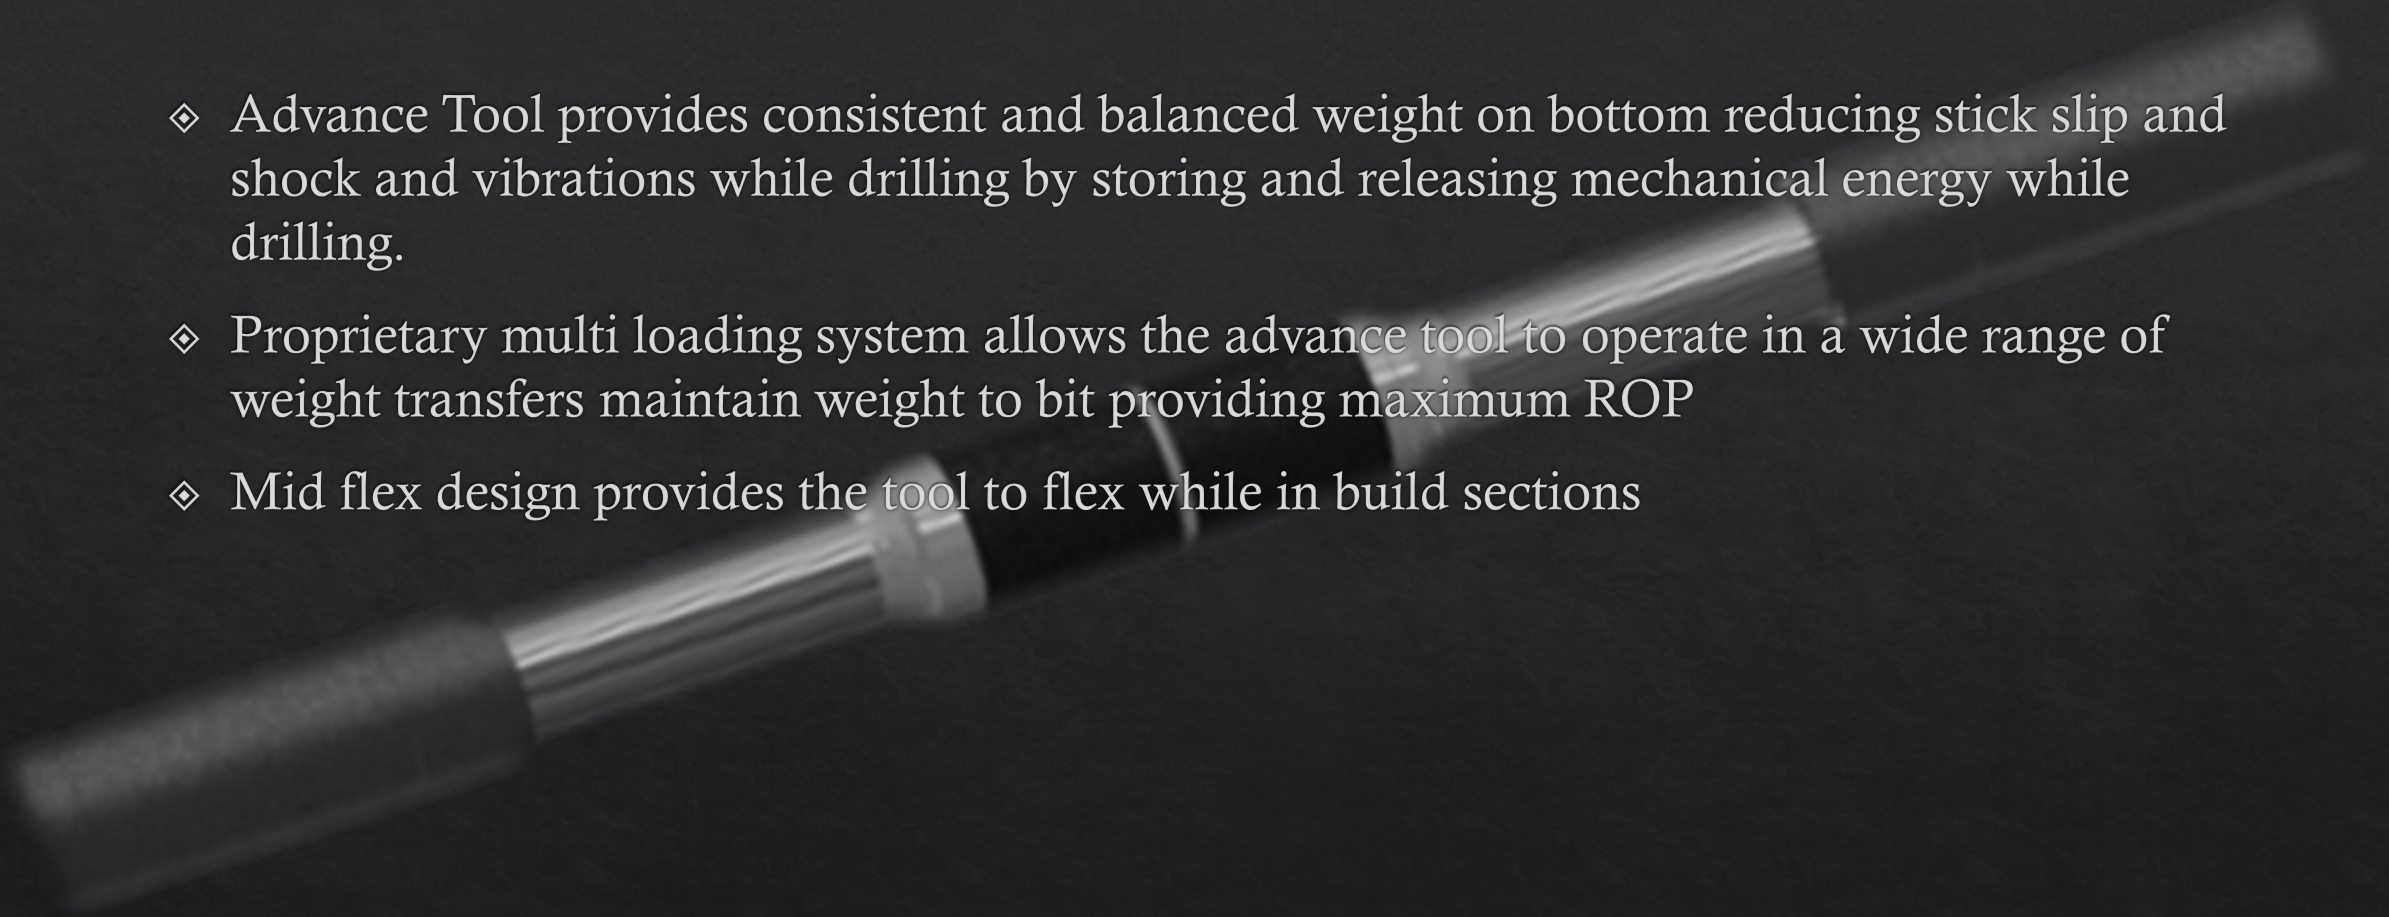 Advance Tool provides consistent and balanced weight on bottom reducing stick slip and
shock and vibrations while drilling by storing and releasing mechanical energy while
drilling.
Proprietary multi loading system allows the advance tool to operate in a wide range of
weight transfers maintain weight to bit providing maximum ROP
Mid flex design provides the tool to flex while in build sections